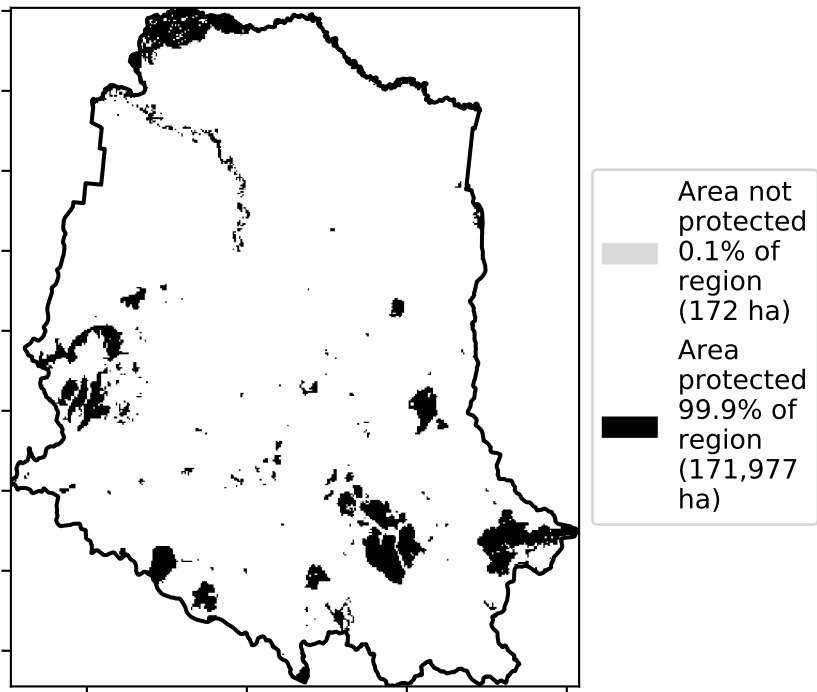 Area not
protected
0.1% of
region
(172 ha)
Area
protected
99.9% of
region
(171,977
ha)